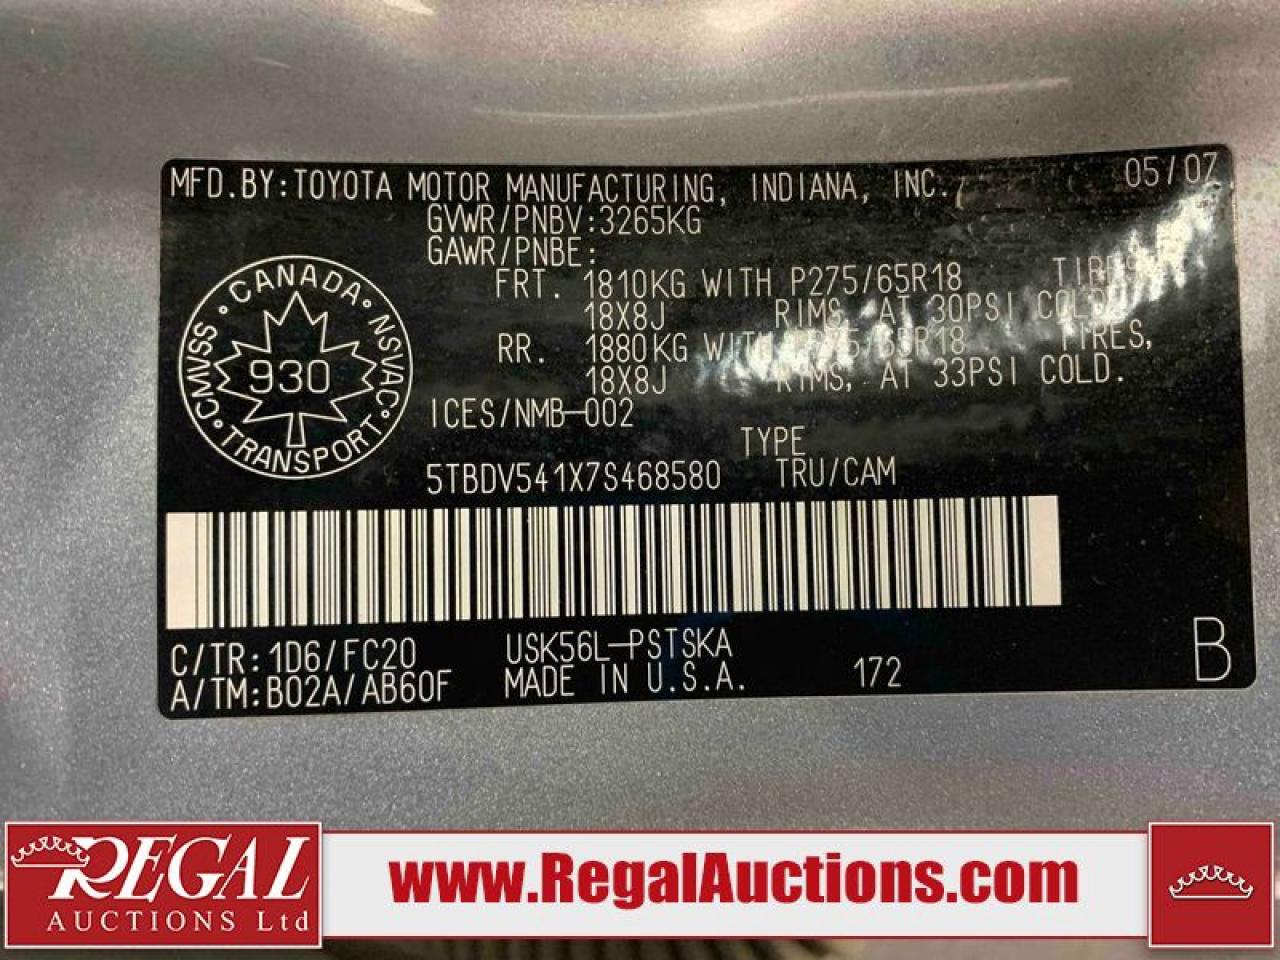 MFD.BY:TOYOTA MOTOR MANUFACTURING, INDIANA, INC. 05/07
GVWR/PNBV:3265KG
GAWR/PNBE:
FRT. 1810KG WITH P275/65R18 TIRES,
18X8J RIMS, AT 30PSI COLD,
RR. 1880KG WITH P275/65R18 TIRES,
18X8J RIMS, AT 33PSI COLD.
CANADA · NSVAC · TRANSPORT · CMVSS ·
930
ICES/NMB-002
TYPE
5TBDV541X7S468580 TRU/CAM
C/TR:1D6/FC20 USK56L-PSTSKA
A/TM:B02A/AB60F MADE IN U.S.A. 172 B
REGAL
AUCTIONS Ltd
www.RegalAuctions.com